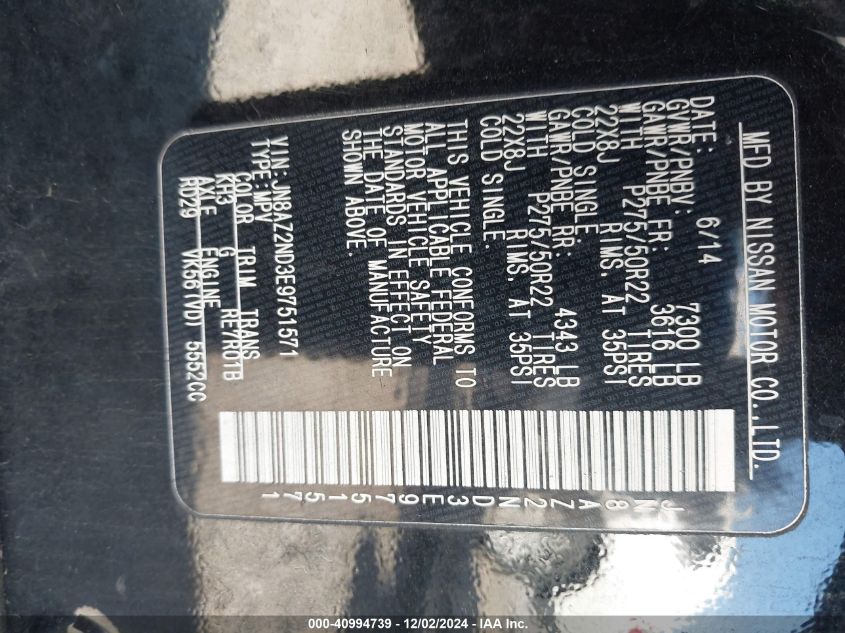 MFD BY NISSAN MOTOR CO.,LTD.
DATE: 6/14
GVWR/PNBV: 7300 LB
GAWR/PNBE FR: 3616 LB
WITH P275/50R22 TIRES
22X8J RIMS. AT 35PSI
COLD SINGLE.
GAWR/PNBE RR: 4343 LB
WITH P275/50R22 TIRES
22X8J RIMS. AT 35PSI
COLD SINGLE.
THIS VEHICLE CONFORMS TO
ALL APPLICABLE FEDERAL
MOTOR VEHICLE SAFETY
STANDARDS IN EFFECT ON
THE DATE OF MANUFACTURE
SHOWN ABOVE.
VIN: JN8AZ2ND3E9751571
TYPE: MPV
COLOR TRIM TRANS
KH3 G RE7R01B
AXLE ENGINE
RD29 VK56(VD) 5552CC
JN8AZ2ND3E9751571
000-40994739 - 12/02/2024 - IAA Inc.